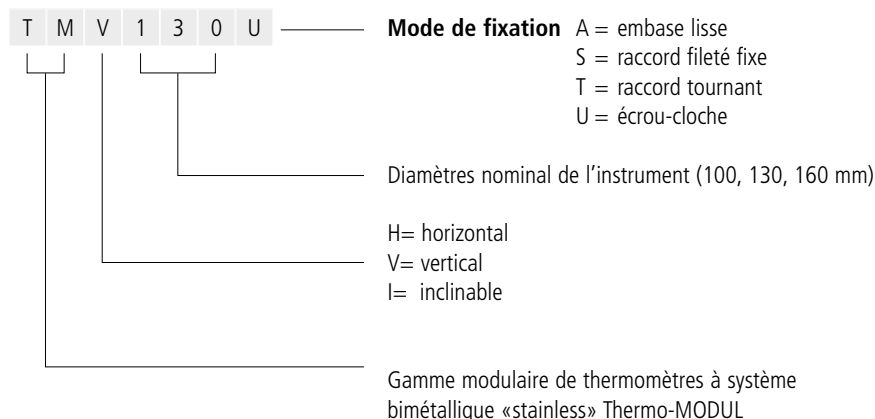 T M V 1 3 0 U
Mode de fixation A = embase lisse
S = raccord fileté fixe
T = raccord tournant
U = écrou-cloche
Diamètres nominal de l'instrument (100, 130, 160 mm)
H= horizontal
V= vertical
I= inclinable
Gamme modulaire de thermomètres à système
bimétallique «stainless» Thermo-MODUL